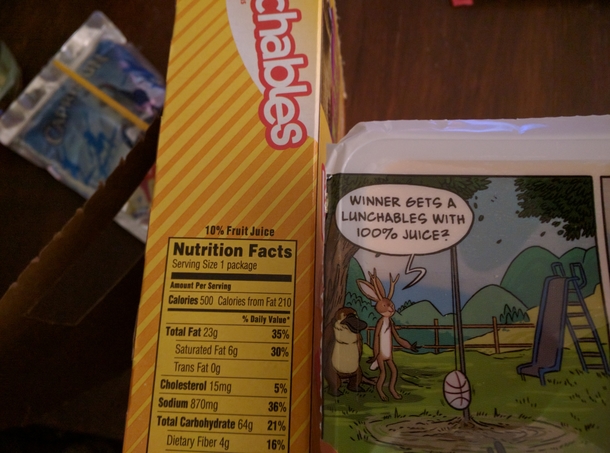 chables
10% Fruit Juice
Nutrition Facts
Serving Size 1 package
Amount Per Serving
Calories 500 Calories from Fat 210
% Daily Value*
Total Fat 23g 35%
Saturated Fat 6g 30%
Trans Fat 0g
Cholesterol 15mg 5%
Sodium 870mg 36%
Total Carbohydrate 64g 21%
Dietary Fiber 4g 16%
WINNER GETS A
LUNCHABLES WITH
100% JUICE?